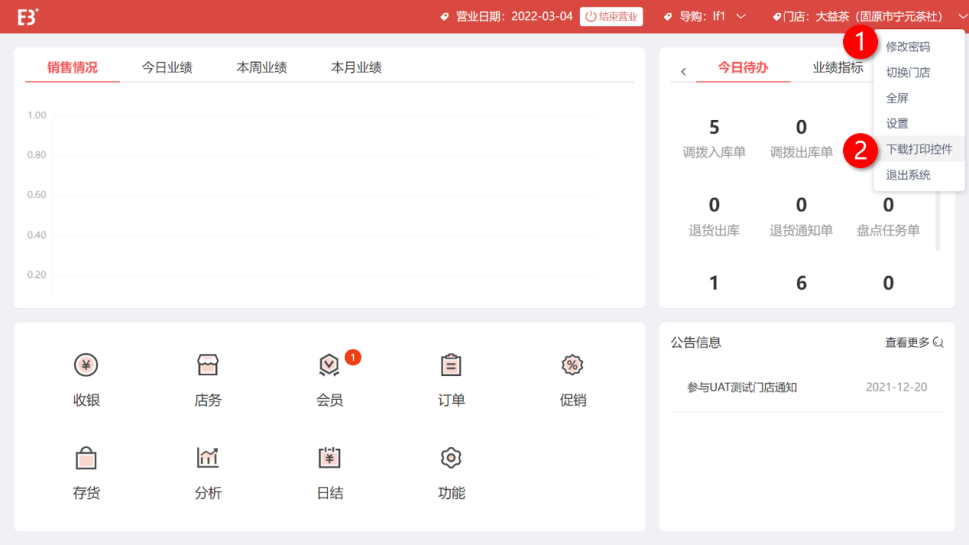 E3+
营业日期：2022-03-04 结束营业 导购：lf1 门店：大益茶（固原市宁元茶社）
1 修改密码
切换门店
全屏
设置
2 下载打印控件
退出系统
销售情况 今日业绩 本周业绩 本月业绩
1.00
0.80
0.60
0.40
0.20
今日待办 业绩指标
5 0
调拨入库单 调拨出库单
0 0 0
退货出库 退货通知单 盘点任务单
1 6 0
收银 店务 会员 1 订单 促销
存货 分析 日结 功能
公告信息 查看更多
参与UAT测试门店通知 2021-12-20